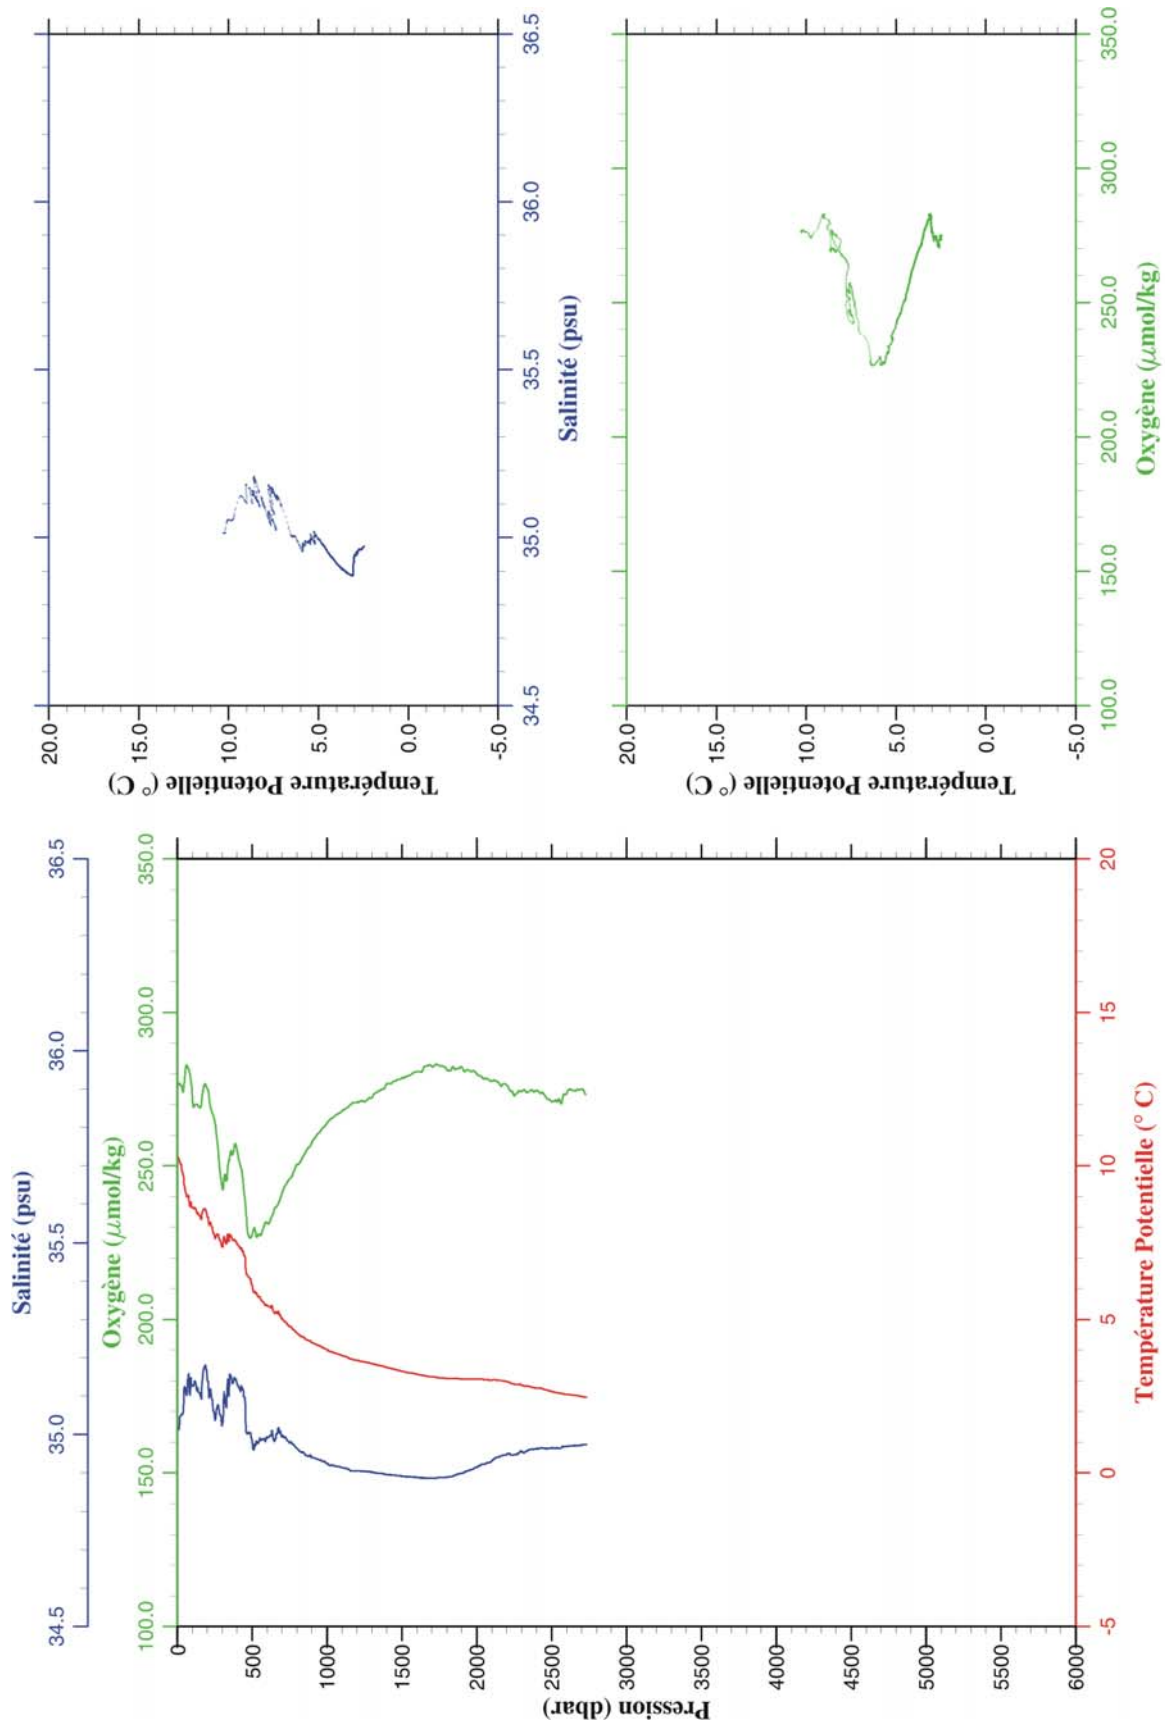 Salinité (psu)
34.5 35.0 35.5 36.0 36.5
Oxygène (μmol/kg)
100.0 150.0 200.0 250.0 300.0 350.0
Pression (dbar)
0
500
1000
1500
2000
2500
3000
3500
4000
4500
5000
5500
6000
-5 0 5 10 15 20
Température Potentielle (° C)
Température Potentielle (° C)
20.0
15.0
10.0
5.0
0.0
-5.0
34.5 35.0 35.5 36.0 36.5
Salinité (psu)
Température Potentielle (° C)
20.0
15.0
10.0
5.0
0.0
-5.0
100.0 150.0 200.0 250.0 300.0 350.0
Oxygène (μmol/kg)